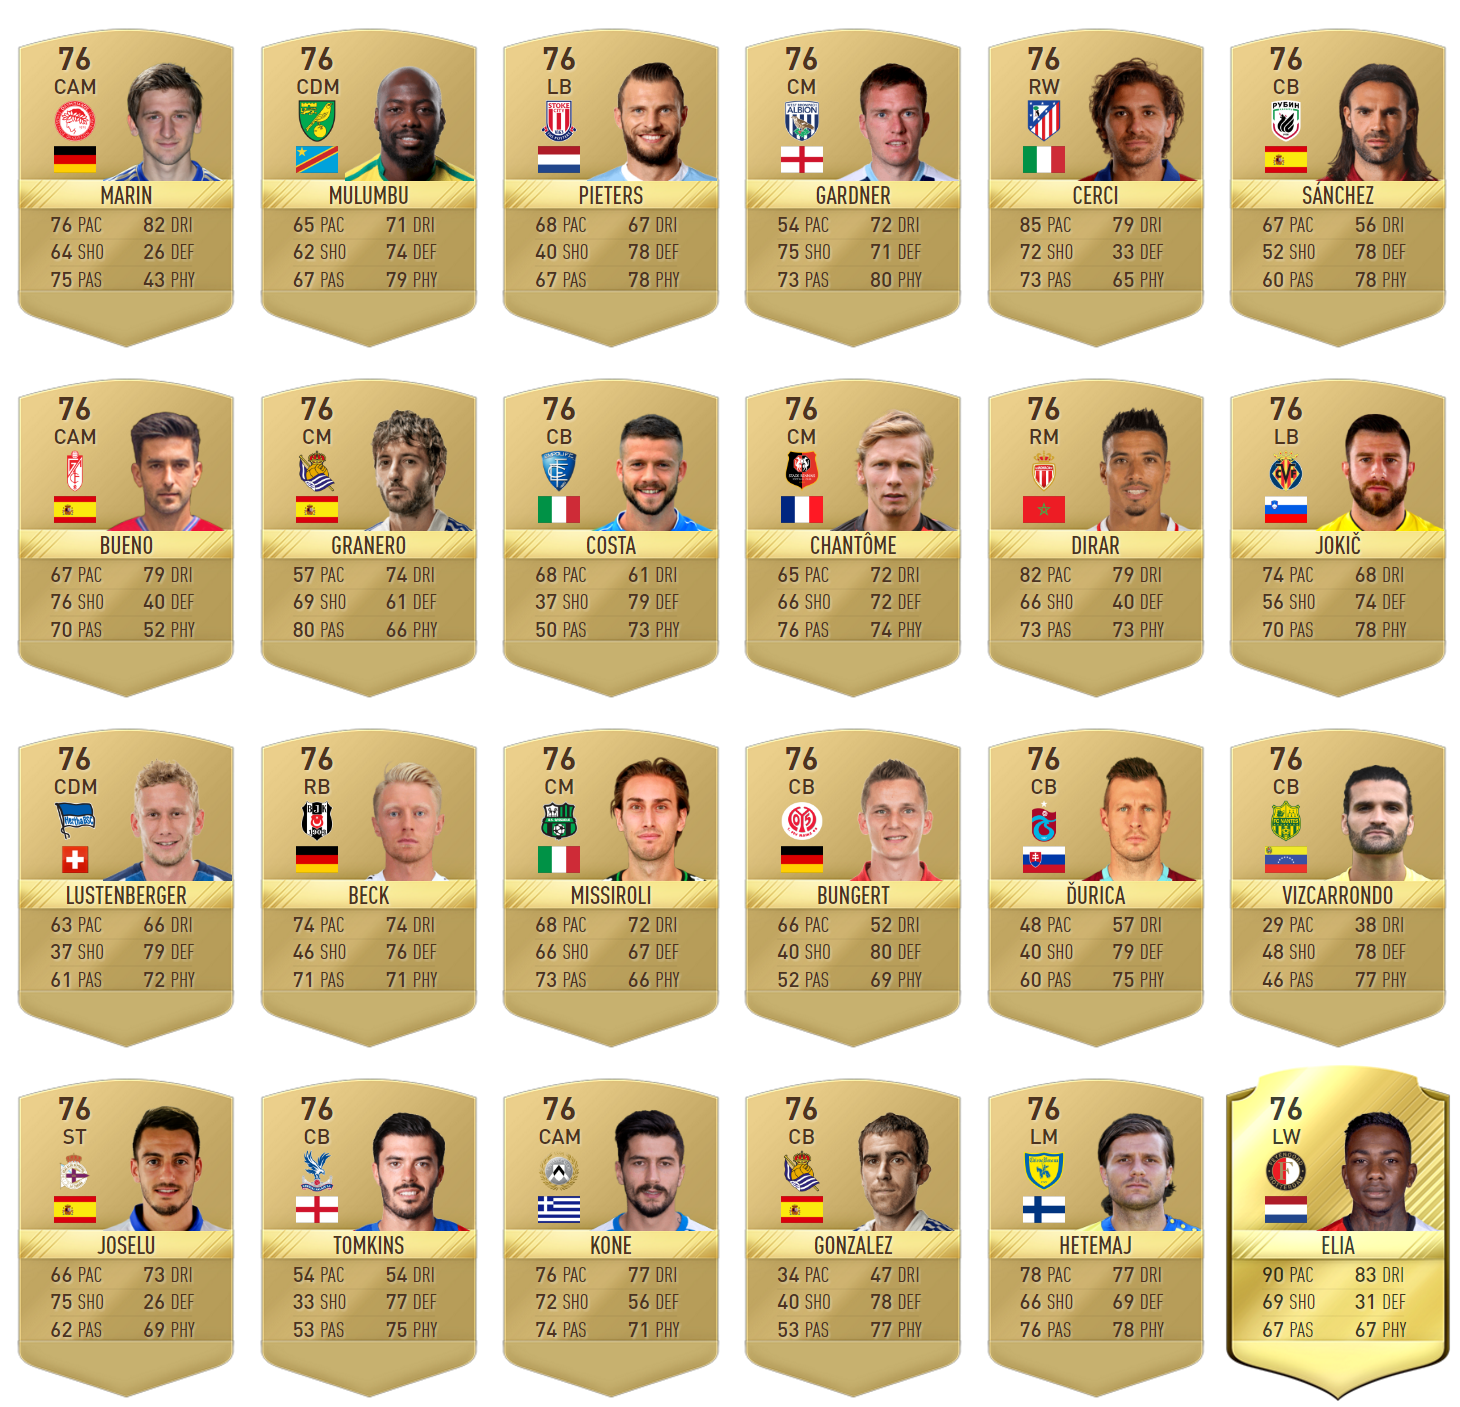 76
CAM
MARIN
76 PAC 82 DRI
64 SHO 26 DEF
75 PAS 43 PHY
76
CDM
MULUMBU
65 PAC 71 DRI
62 SHO 74 DEF
67 PAS 79 PHY
76
LB
STOKE
CITY
PIETERS
68 PAC 67 DRI
40 SHO 78 DEF
67 PAS 78 PHY
76
CM
ALBION
GARDNER
54 PAC 72 DRI
75 SHO 71 DEF
73 PAS 80 PHY
76
RW
CERCI
85 PAC 79 DRI
72 SHO 33 DEF
73 PAS 65 PHY
76
CB
РУБИН
SÁNCHEZ
67 PAC 56 DRI
52 SHO 78 DEF
60 PAS 78 PHY
76
CAM
BUENO
67 PAC 79 DRI
76 SHO 40 DEF
70 PAS 52 PHY
76
CM
GRANERO
57 PAC 74 DRI
69 SHO 61 DEF
80 PAS 66 PHY
76
CB
COSTA
68 PAC 61 DRI
37 SHO 79 DEF
50 PAS 73 PHY
76
CM
CHANTÔME
65 PAC 72 DRI
66 SHO 72 DEF
76 PAS 74 PHY
76
RM
DIRAR
82 PAC 79 DRI
66 SHO 40 DEF
73 PAS 73 PHY
76
LB
JOKIČ
74 PAC 68 DRI
56 SHO 74 DEF
70 PAS 78 PHY
76
CDM
LUSTENBERGER
63 PAC 66 DRI
37 SHO 79 DEF
61 PAS 72 PHY
76
RB
BJK
1903
BECK
74 PAC 74 DRI
46 SHO 76 DEF
71 PAS 71 PHY
76
CM
MISSIROLI
68 PAC 72 DRI
66 SHO 67 DEF
73 PAS 66 PHY
76
CB
BUNGERT
66 PAC 52 DRI
40 SHO 80 DEF
52 PAS 69 PHY
76
CB
ĎURICA
48 PAC 57 DRI
40 SHO 79 DEF
60 PAS 75 PHY
76
CB
FC NANTES
VIZCARRONDO
29 PAC 38 DRI
48 SHO 78 DEF
46 PAS 77 PHY
76
ST
JOSELU
66 PAC 73 DRI
75 SHO 26 DEF
62 PAS 69 PHY
76
CB
TOMKINS
54 PAC 54 DRI
33 SHO 77 DEF
53 PAS 75 PHY
76
CAM
KONE
76 PAC 77 DRI
72 SHO 56 DEF
74 PAS 71 PHY
76
CB
GONZALEZ
34 PAC 47 DRI
40 SHO 78 DEF
53 PAS 77 PHY
76
LM
HETEMAJ
78 PAC 77 DRI
66 SHO 69 DEF
76 PAS 78 PHY
76
LW
ELIA
90 PAC 83 DRI
69 SHO 31 DEF
67 PAS 67 PHY